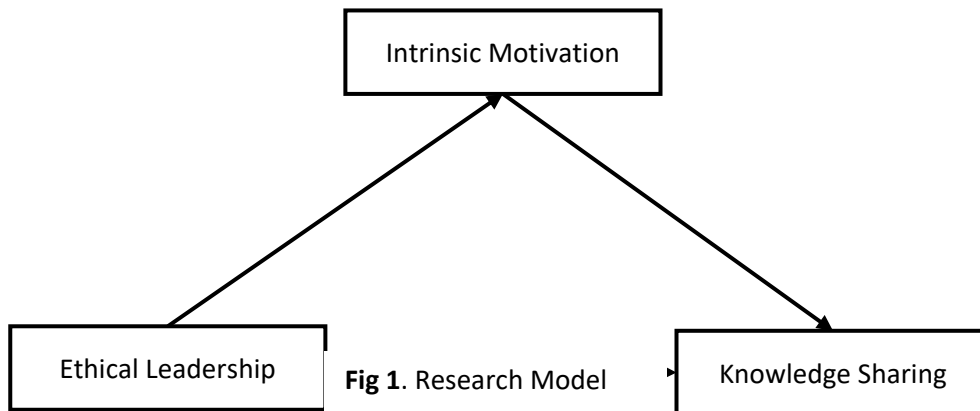 Intrinsic Motivation
Ethical Leadership
Fig 1. Research Model
Knowledge Sharing